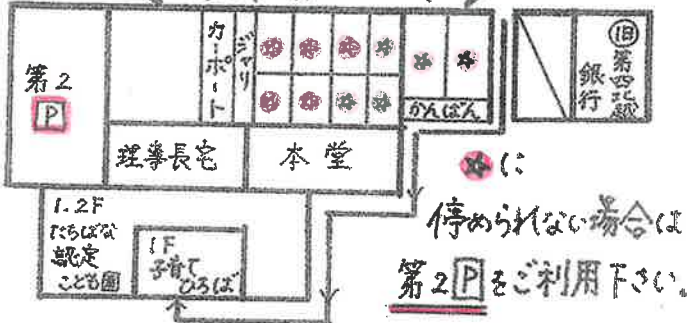 第2
P
カーポート
ジャリ
かんばん
旧
第四北越
銀行
理事長宅
本堂
1.2F
たちばな
認定
こども園
1F
子育て
ひろば
に
停められない場合は
第2Pをご利用下さい。